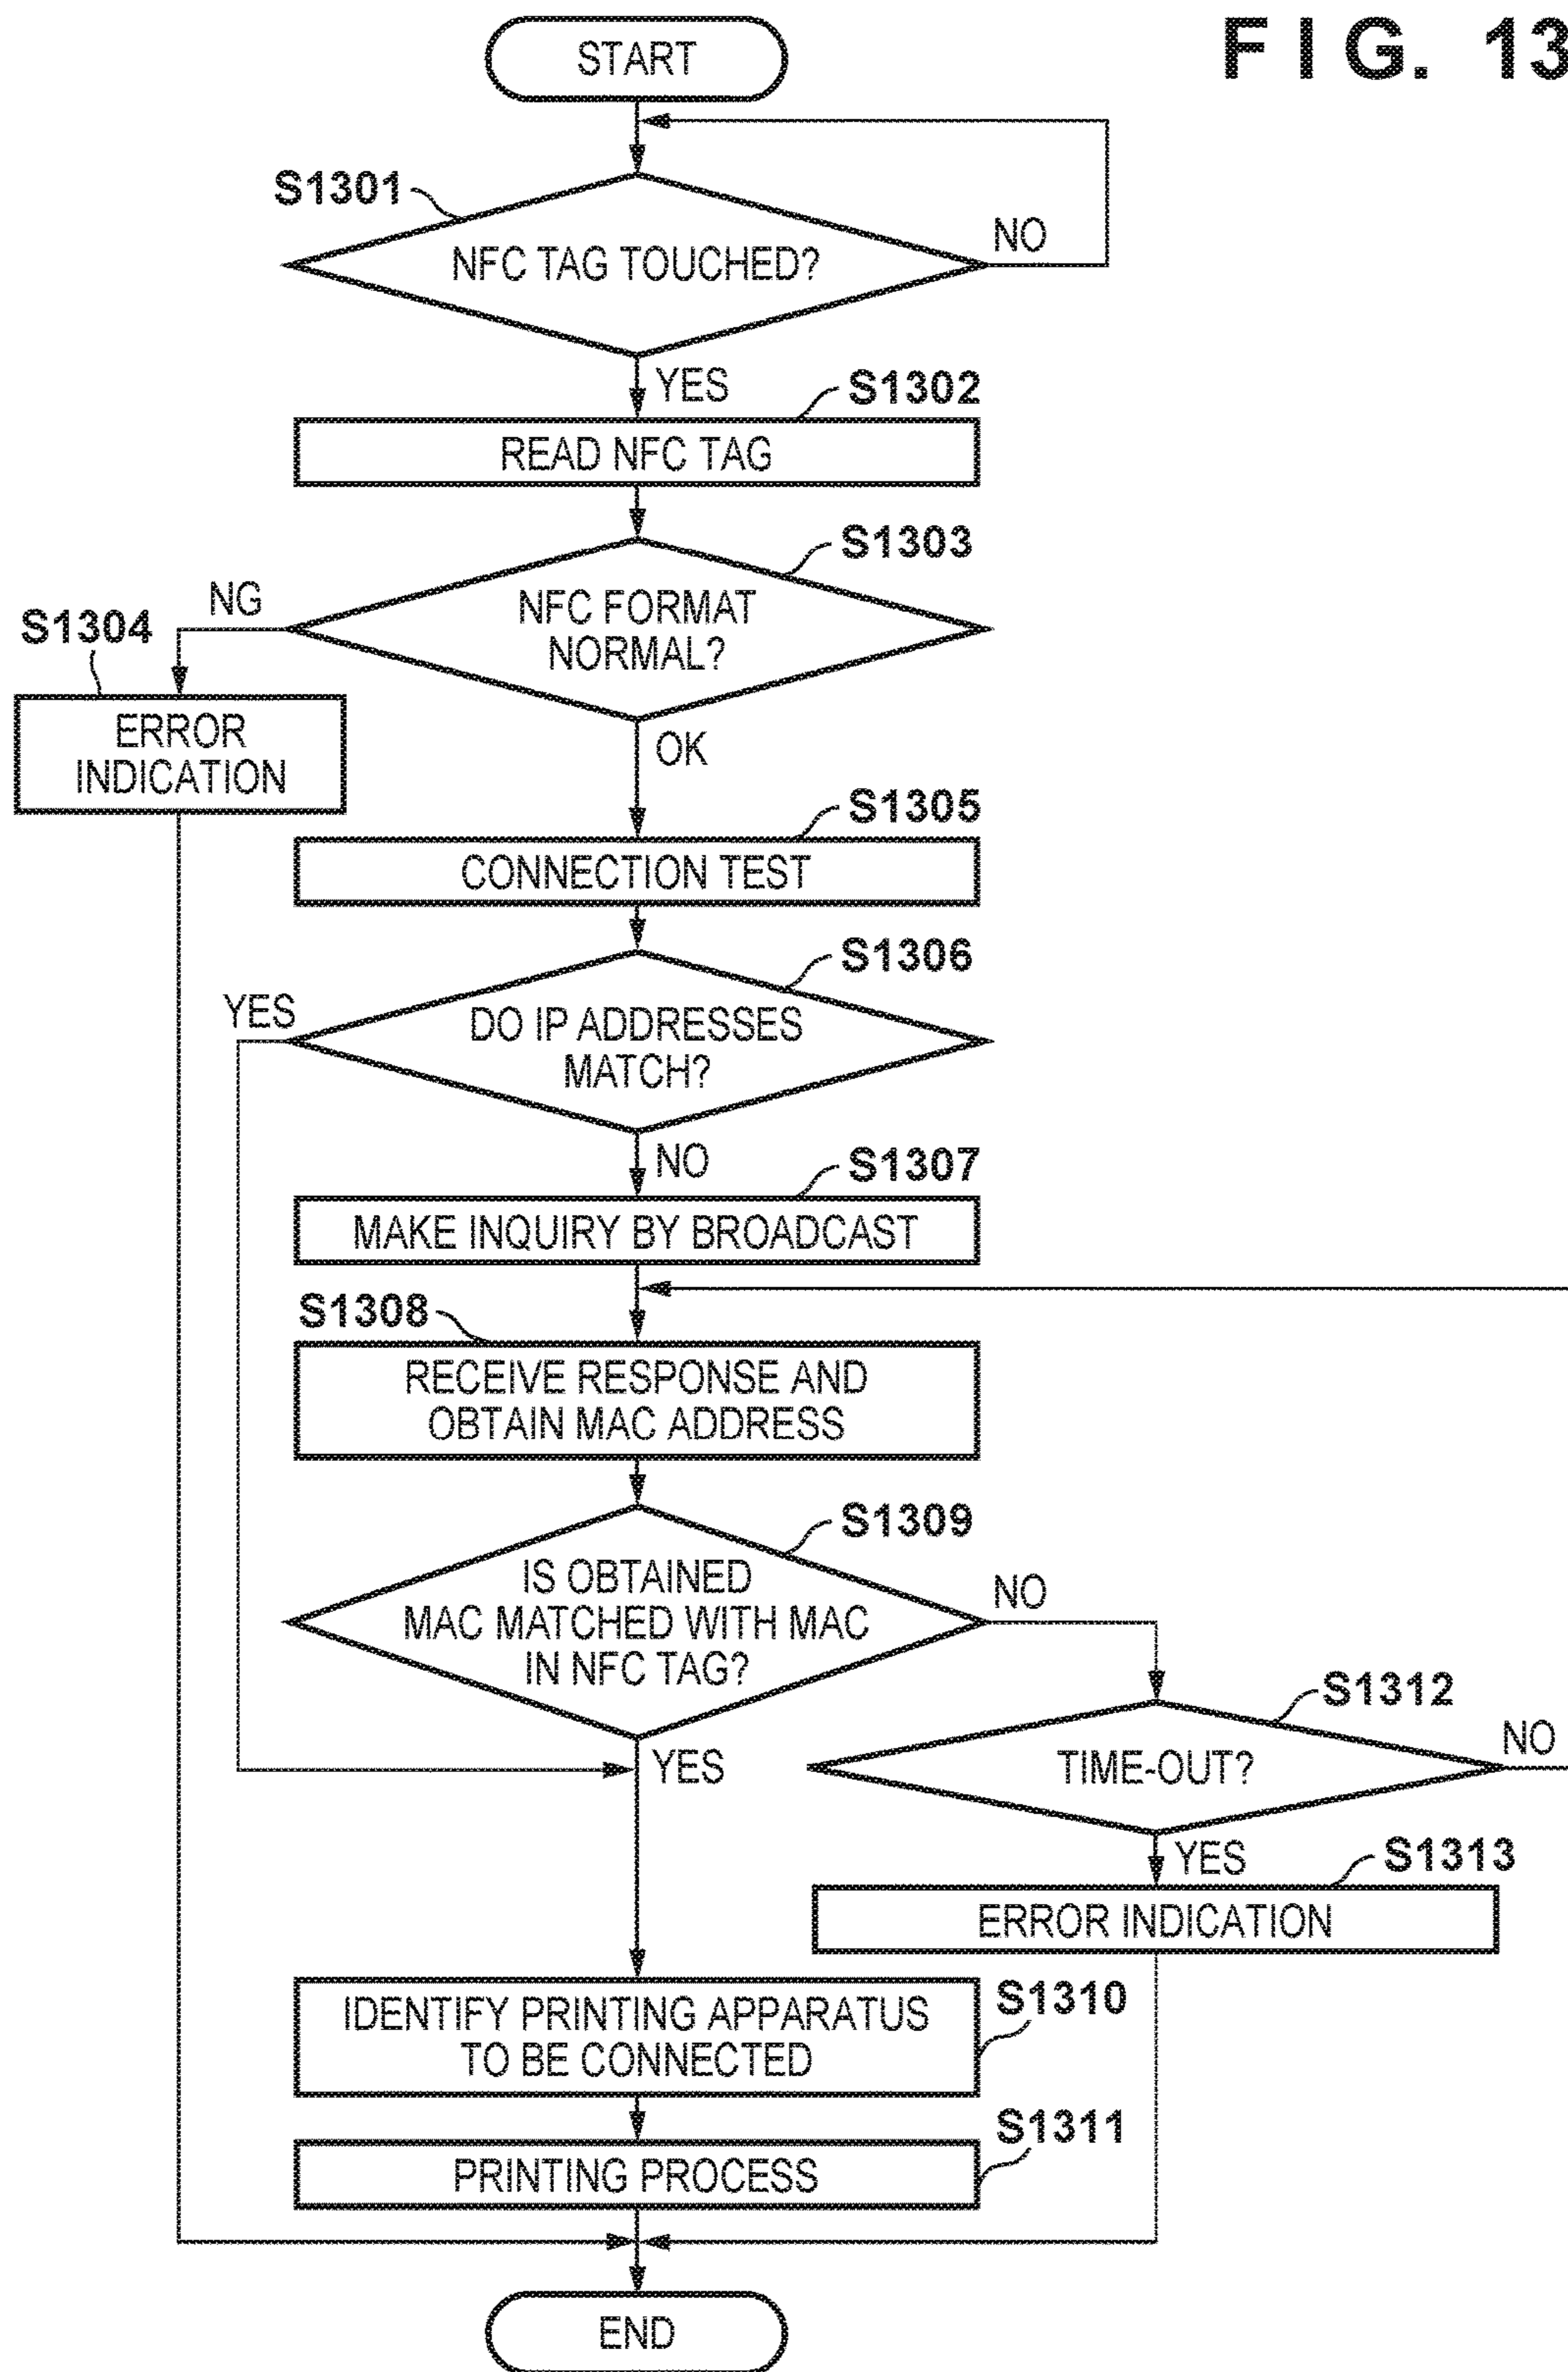 FIG. 13
START
S1301
NFC TAG TOUCHED?
NO
YES
S1302
READ NFC TAG
S1303
NFC FORMAT
NORMAL?
NG
S1304
ERROR
INDICATION
OK
S1305
CONNECTION TEST
S1306
YES
DO IP ADDRESSES
MATCH?
NO
S1307
MAKE INQUIRY BY BROADCAST
S1308
RECEIVE RESPONSE AND
OBTAIN MAC ADDRESS
S1309
IS OBTAINED
MAC MATCHED WITH MAC
IN NFC TAG?
NO
YES
S1312
TIME-OUT?
NO
YES
S1313
ERROR INDICATION
IDENTIFY PRINTING APPARATUS
TO BE CONNECTED
S1310
S1311
PRINTING PROCESS
END